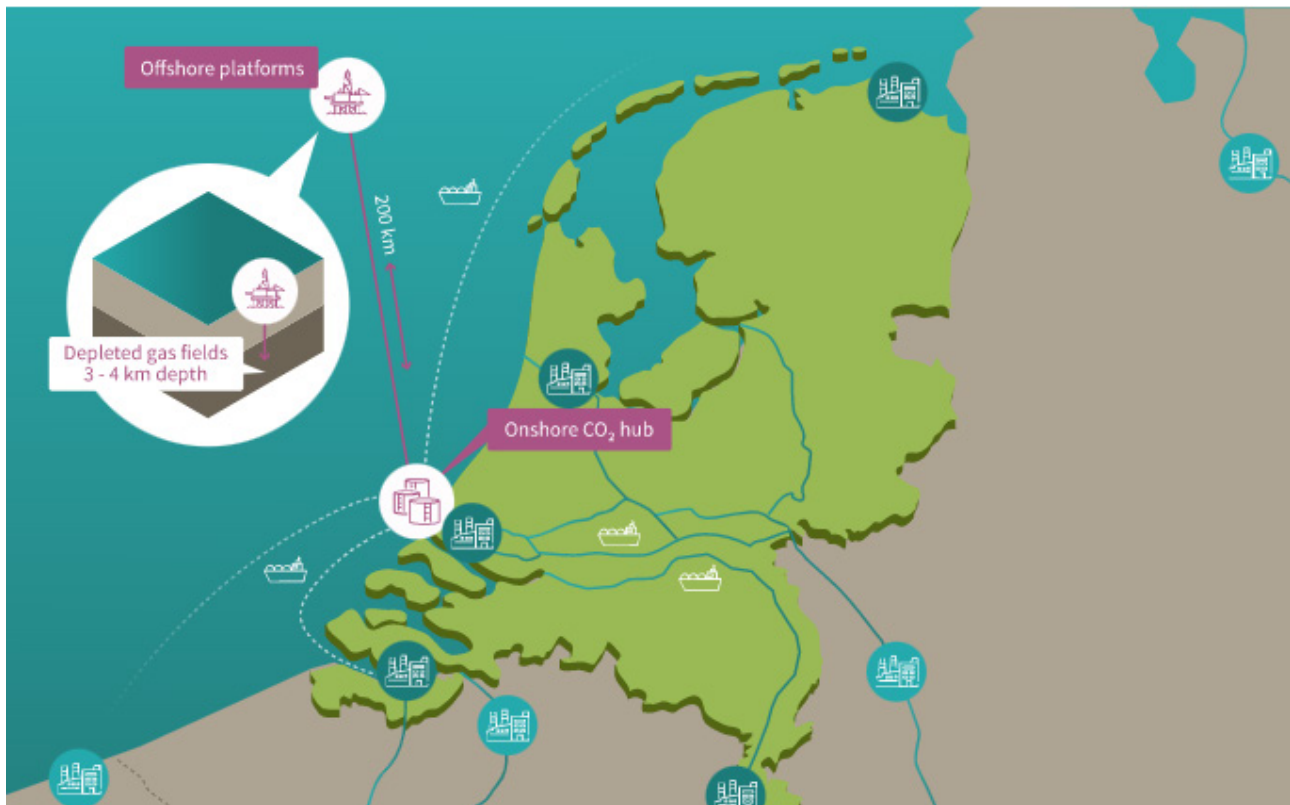 Offshore platforms
200 km
Depleted gas fields
3 - 4 km depth
Onshore CO₂ hub